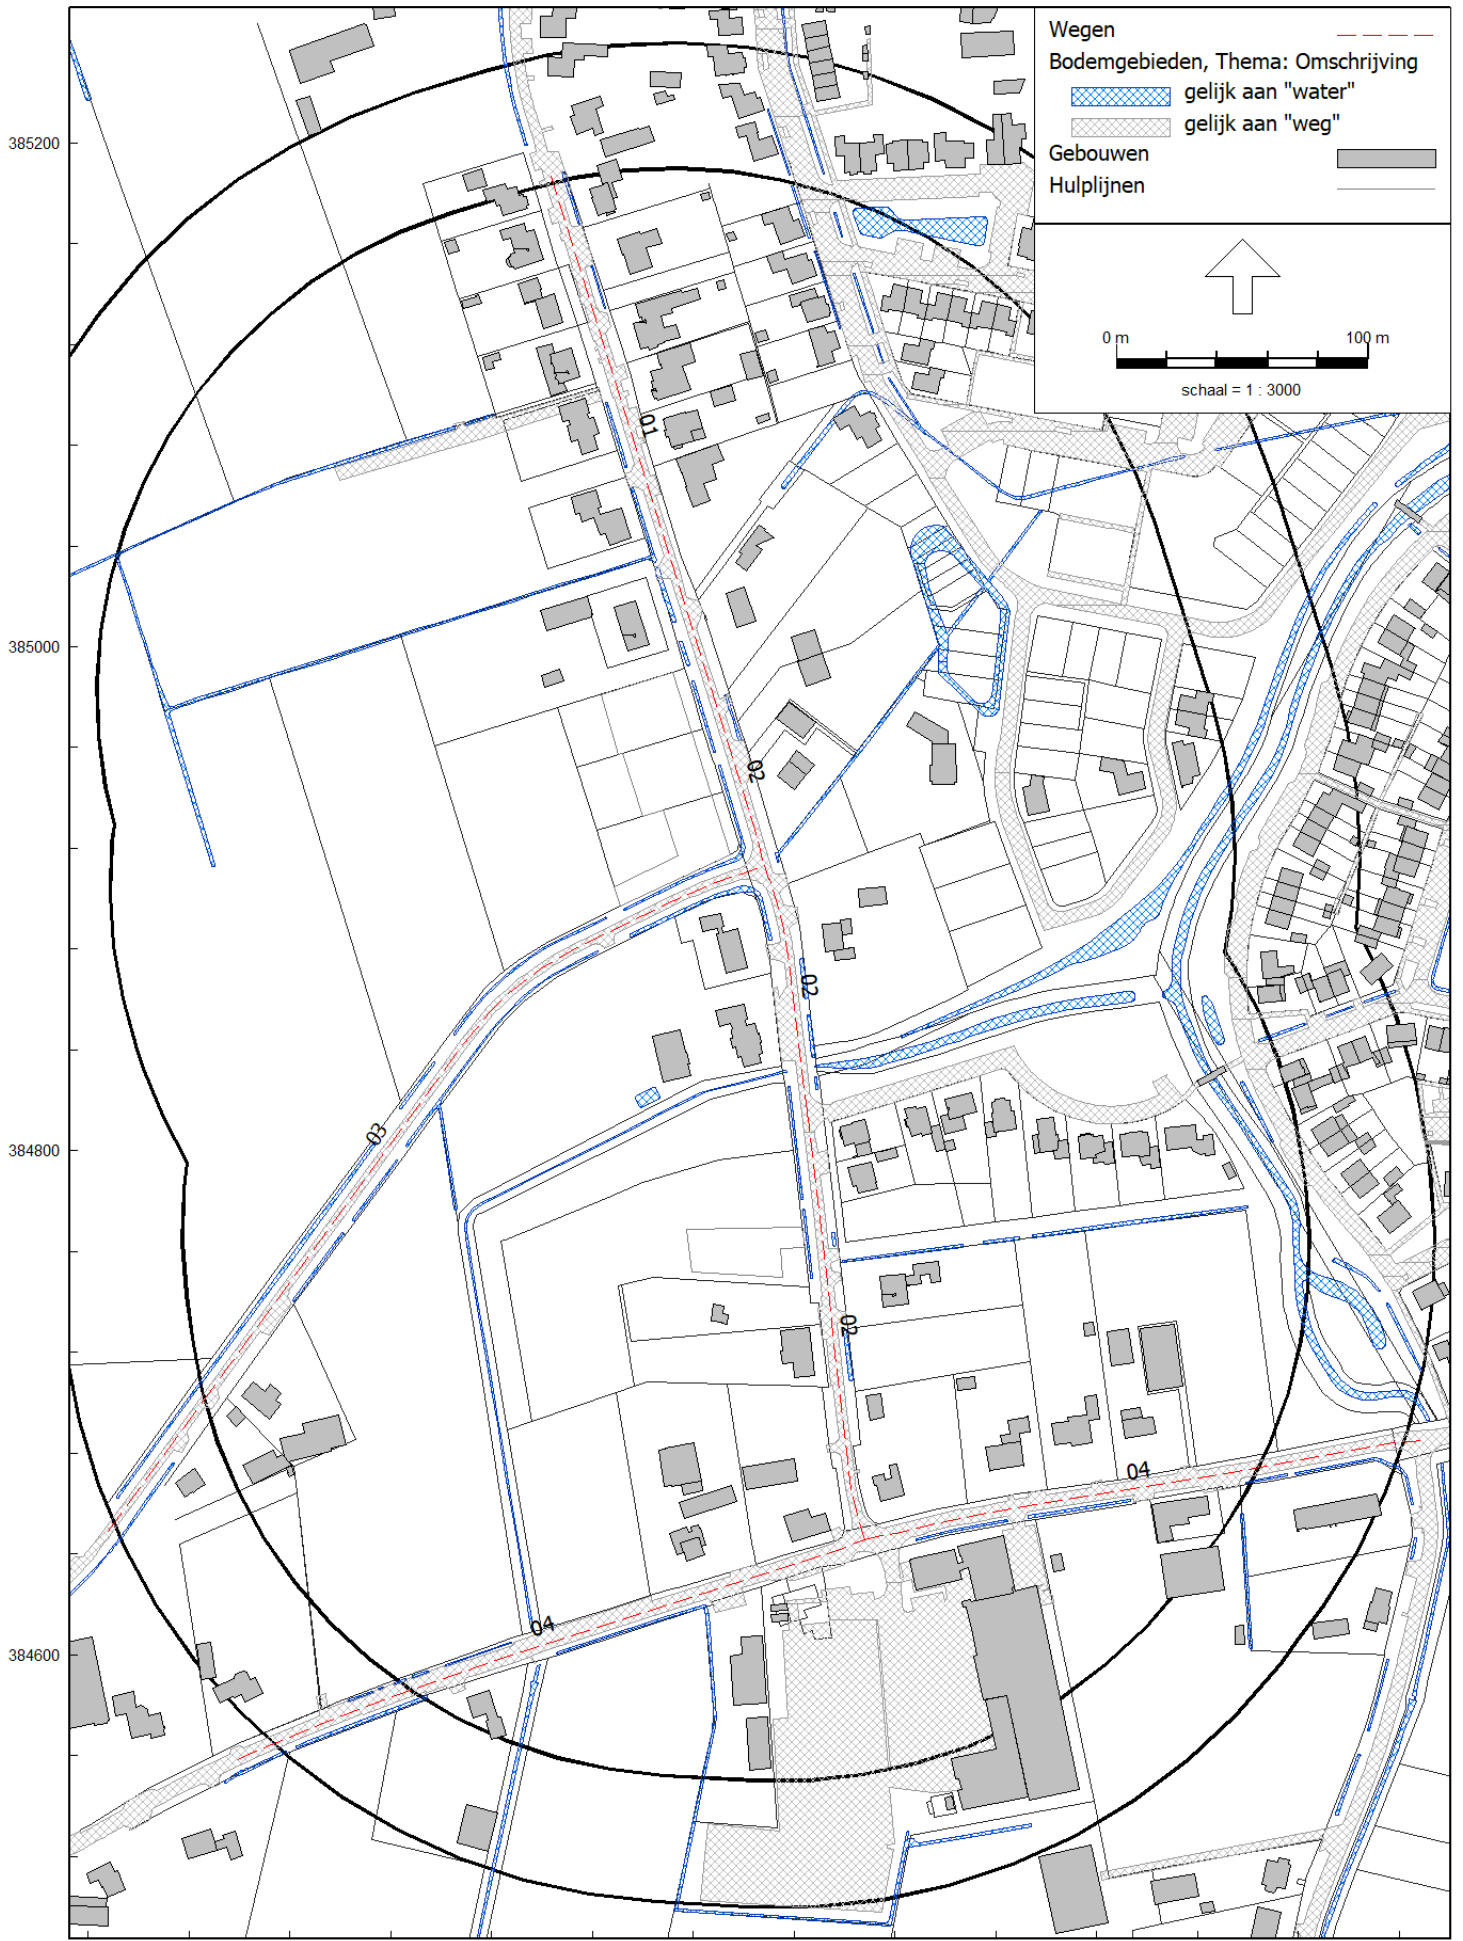 Wegen
Bodemgebieden, Thema: Omschrijving
gelijk aan "water"
gelijk aan "weg"
Gebouwen
Hulplijnen
0 m 100 m
schaal = 1 : 3000
385200
01
385000
02
02
384800
03
02
04
04
384600